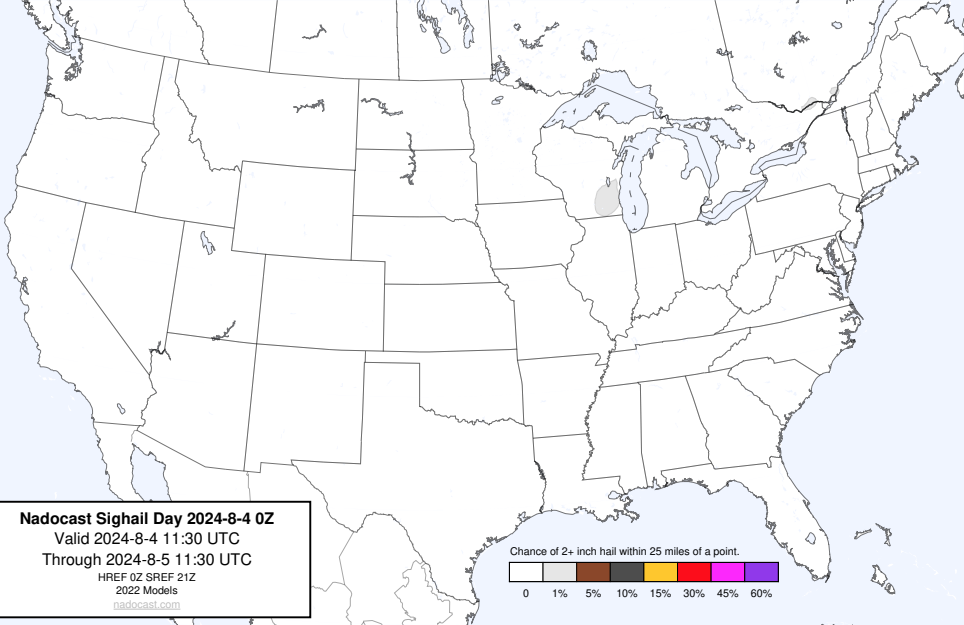 Nadocast Sighail Day 2024-8-4 0Z
Valid 2024-8-4 11:30 UTC
Through 2024-8-5 11:30 UTC
HREF 0Z SREF 21Z
2022 Models
nadocast.com
Chance of 2+ inch hail within 25 miles of a point.
0 1% 5% 10% 15% 30% 45% 60%